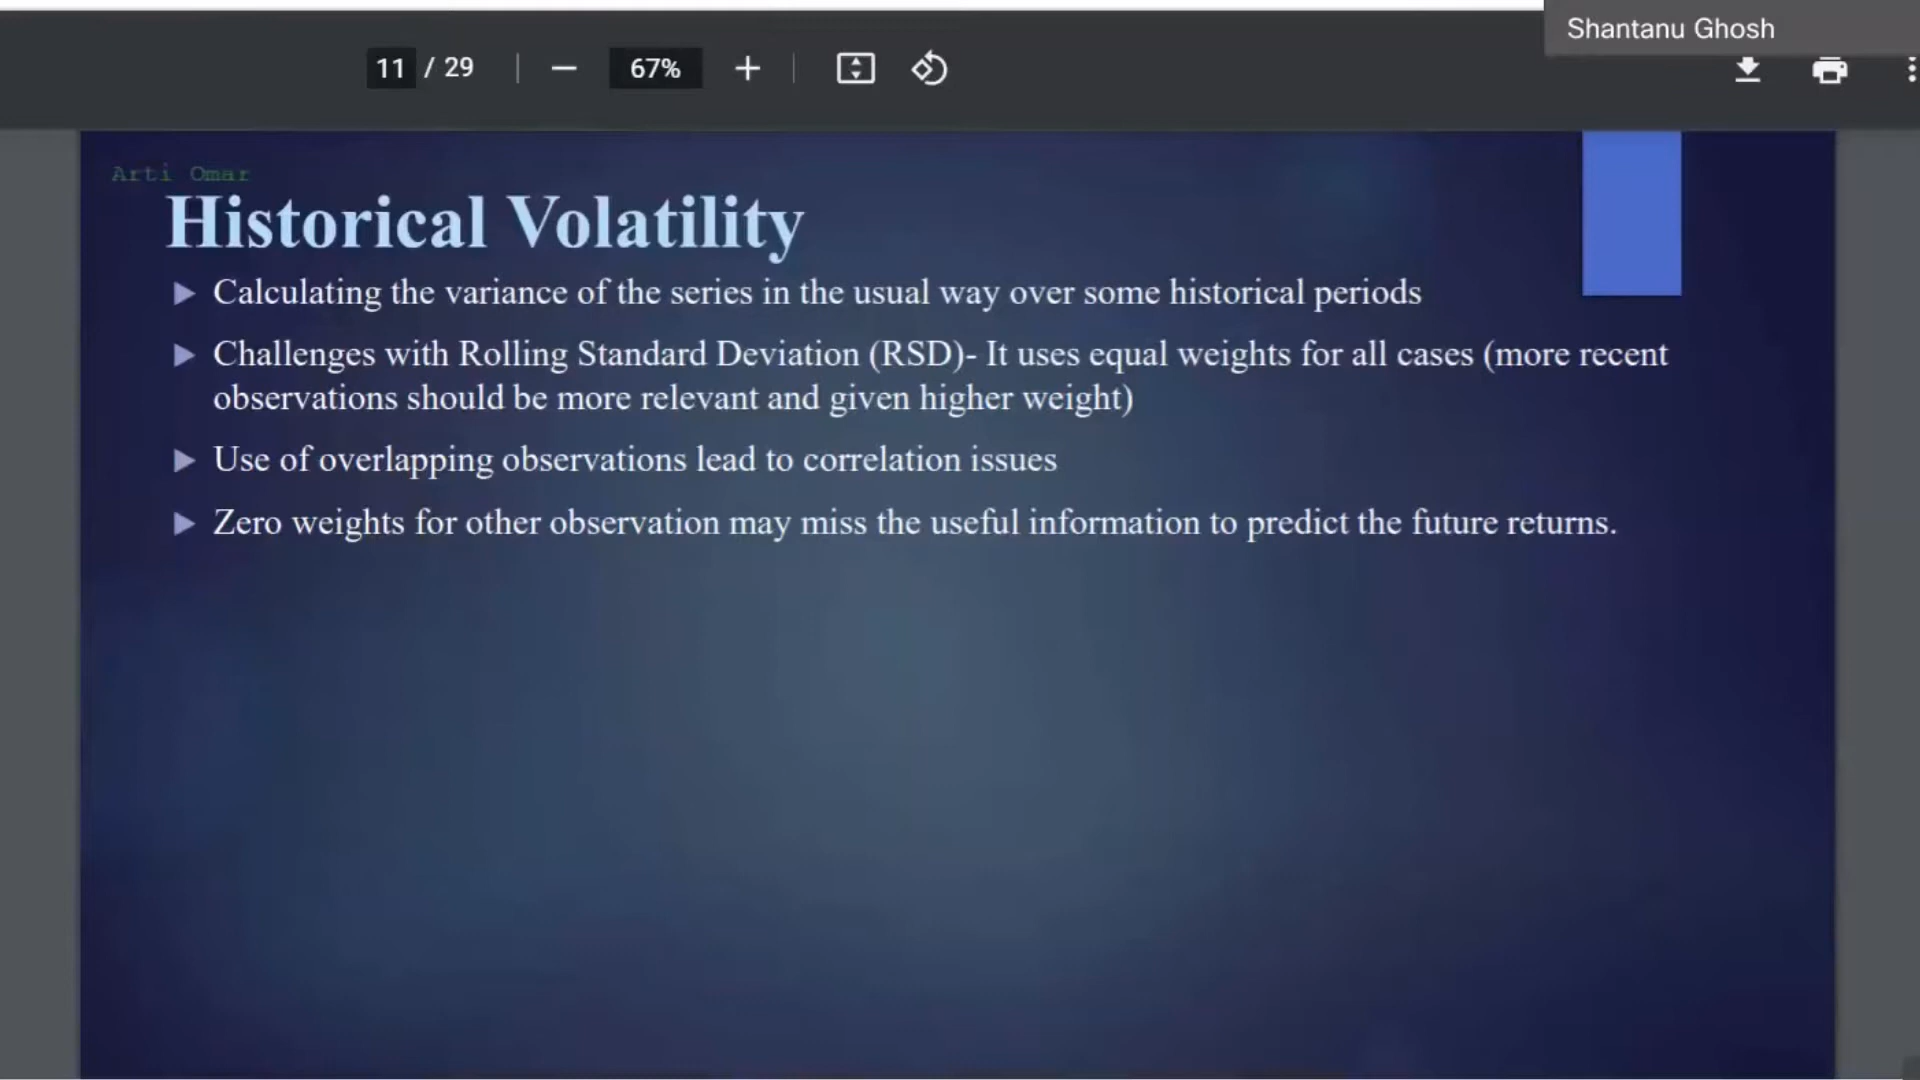 Shantanu Ghosh
11 / 29
67%
Arti Omar
Historical Volatility
Calculating the variance of the series in the usual way over some historical periods
Challenges with Rolling Standard Deviation (RSD)- It uses equal weights for all cases (more recent
observations should be more relevant and given higher weight)
Use of overlapping observations lead to correlation issues
Zero weights for other observation may miss the useful information to predict the future returns.